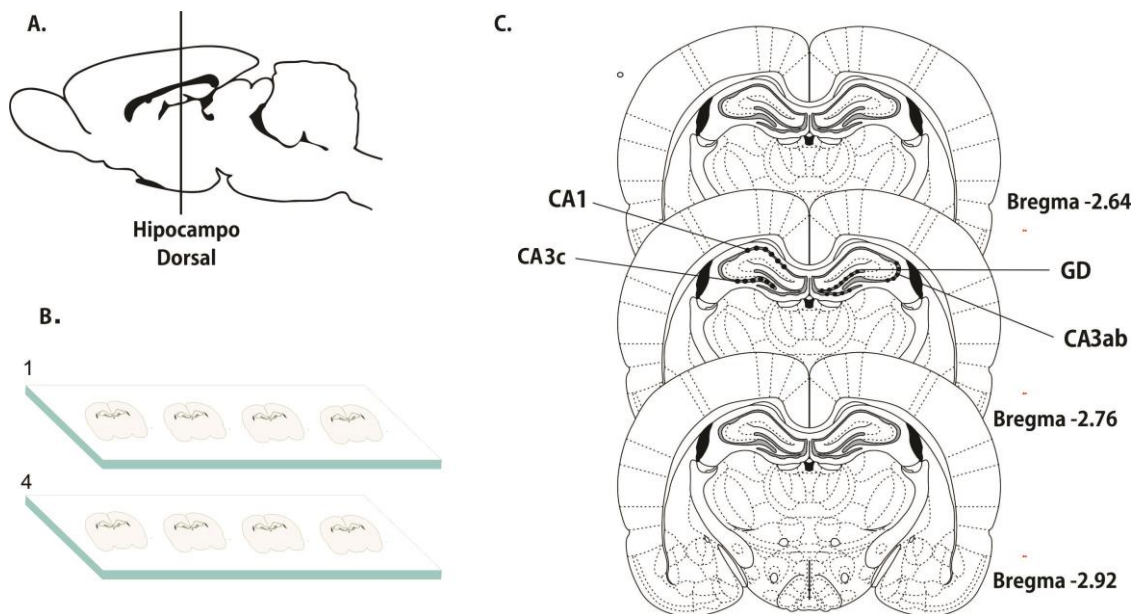 A.
Hipocampo
Dorsal
B.
1
4
C.
CA1
CA3c
GD
CA3ab
Bregma -2.64
Bregma -2.76
Bregma -2.92